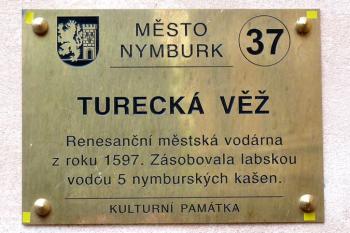 MĚSTO
NYMBURK
37
TURECKÁ VĚŽ
Renesanční městská vodárna
z roku 1597. Zásobovala labskou
vodou 5 nymburských kašen.
KULTURNÍ PAMÁTKA